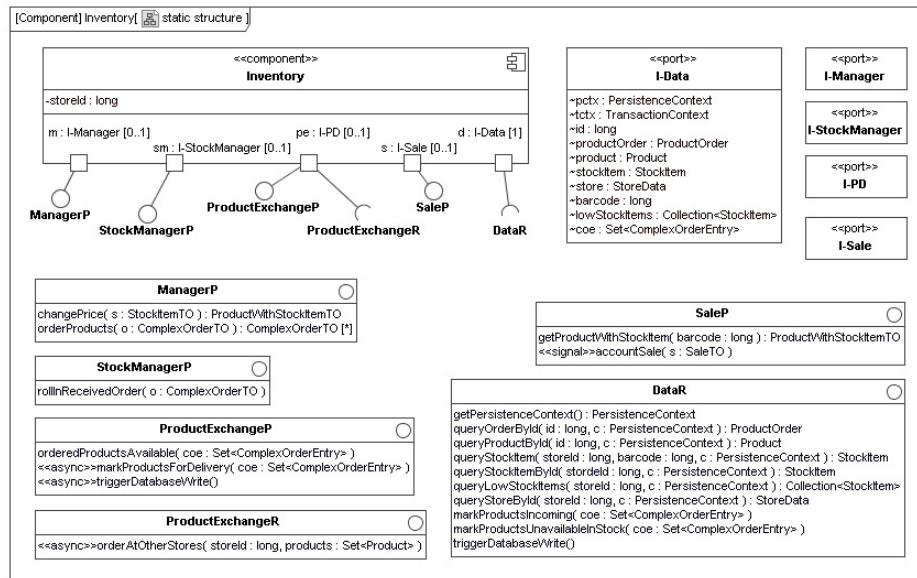 [Component] Inventory[ static structure ]
<<component>>
Inventory
-storeId : long
m : I-Manager [0..1]
pe : I-PD [0..1]
d : I-Data [1]
sm : I-StockManager [0..1]
s : I-Sale [0..1]
ManagerP
StockManagerP
ProductExchangeP
ProductExchangeR
SaleP
DataR
<<port>>
I-Data
~pctx : PersistenceContext
~tctx : TransactionContext
~id : long
~productOrder : ProductOrder
~product : Product
~stockItem : StockItem
~store : StoreData
~barcode : long
~lowStockItems : Collection<StockItem>
~coe : Set<ComplexOrderEntry>
<<port>>
I-Manager
<<port>>
I-StockManager
<<port>>
I-PD
<<port>>
I-Sale
ManagerP
changePrice( s : StockItemTO ) : ProductWithStockItemTO
orderProducts( o : ComplexOrderTO ) : ComplexOrderTO [*]
StockManagerP
rollInReceivedOrder( o : ComplexOrderTO )
ProductExchangeP
orderedProductsAvailable( coe : Set<ComplexOrderEntry> )
<<async>>markProductsForDelivery( coe : Set<ComplexOrderEntry> )
<<async>>triggerDatabaseWrite()
ProductExchangeR
<<async>>orderAtOtherStores( storeId : long, products : Set<Product> )
SaleP
getProductWithStockItem( barcode : long ) : ProductWithStockItemTO
<<signal>>accountSale( s : SaleTO )
DataR
getPersistenceContext() : PersistenceContext
queryOrderById( id : long, c : PersistenceContext ) : ProductOrder
queryProductById( id : long, c : PersistenceContext ) : Product
queryStockItem( storeId : long, barcode : long, c : PersistenceContext ) : StockItem
queryStockItemById( stordeId : long, c : PersistenceContext ) : StockItem
queryLowStockItems( storeId : long, c : PersistenceContext ) : Collection<StockItem>
queryStoreById( storeId : long, c : PersistenceContext ) : StoreData
markProductsIncoming( coe : Set<ComplexOrderEntry> )
markProductsUnavailableInStock( coe : Set<ComplexOrderEntry> )
triggerDatabaseWrite()